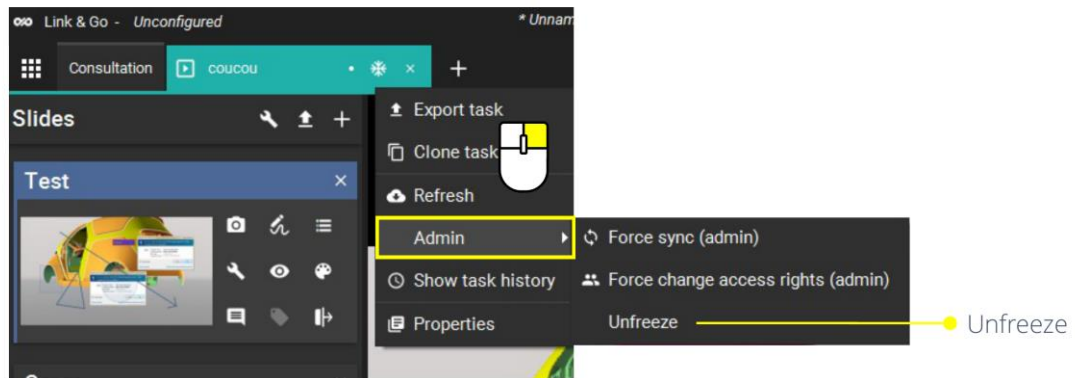 Link & Go - Unconfigured * Unnam
Consultation coucou
Slides
Export task
Clone task
Test
Refresh
Admin Force sync (admin)
Show task history Force change access rights (admin)
Properties Unfreeze Unfreeze